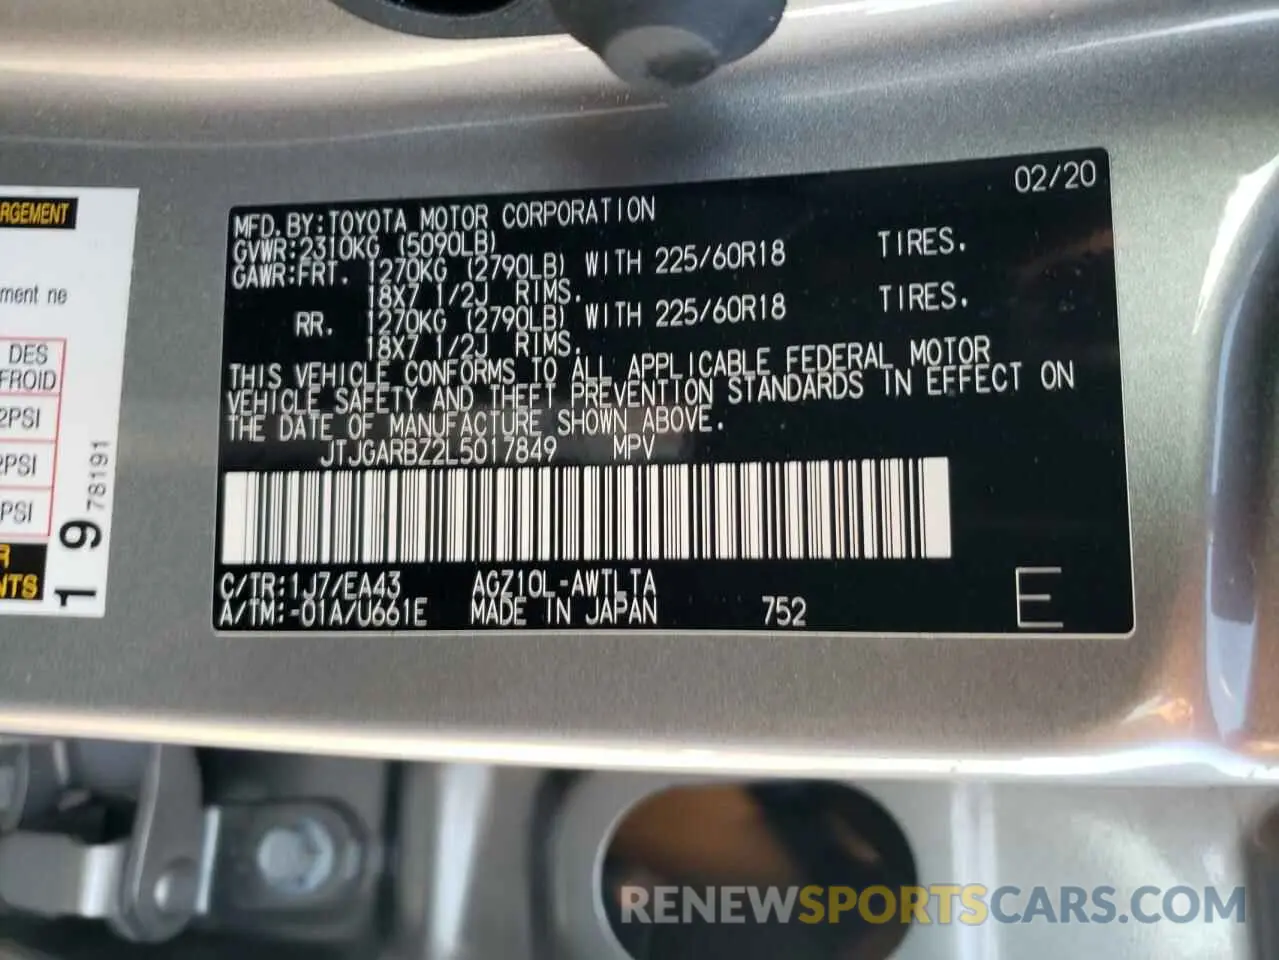 02/20
MFD.BY:TOYOTA MOTOR CORPORATION
GVWR:2310KG (5090LB)
GAWR:FRT. 1270KG (2790LB) WITH 225/60R18 TIRES.
18X7 1/2J RIMS.
RR. 1270KG (2790LB) WITH 225/60R18 TIRES.
18X7 1/2J RIMS.
THIS VEHICLE CONFORMS TO ALL APPLICABLE FEDERAL MOTOR
VEHICLE SAFETY AND THEFT PREVENTION STANDARDS IN EFFECT ON
THE DATE OF MANUFACTURE SHOWN ABOVE.
JTJGARBZ2L5017849 MPV
C/TR:1J7/EA43 AGZ10L-AWTLTA
A/TM:-01A/U661E MADE IN JAPAN 752 E
RGEMENT
ment ne
DES
FROID
2PSI
2PSI
PSI
R
NTS
19
78191
RENEWSPORTSCARS.COM